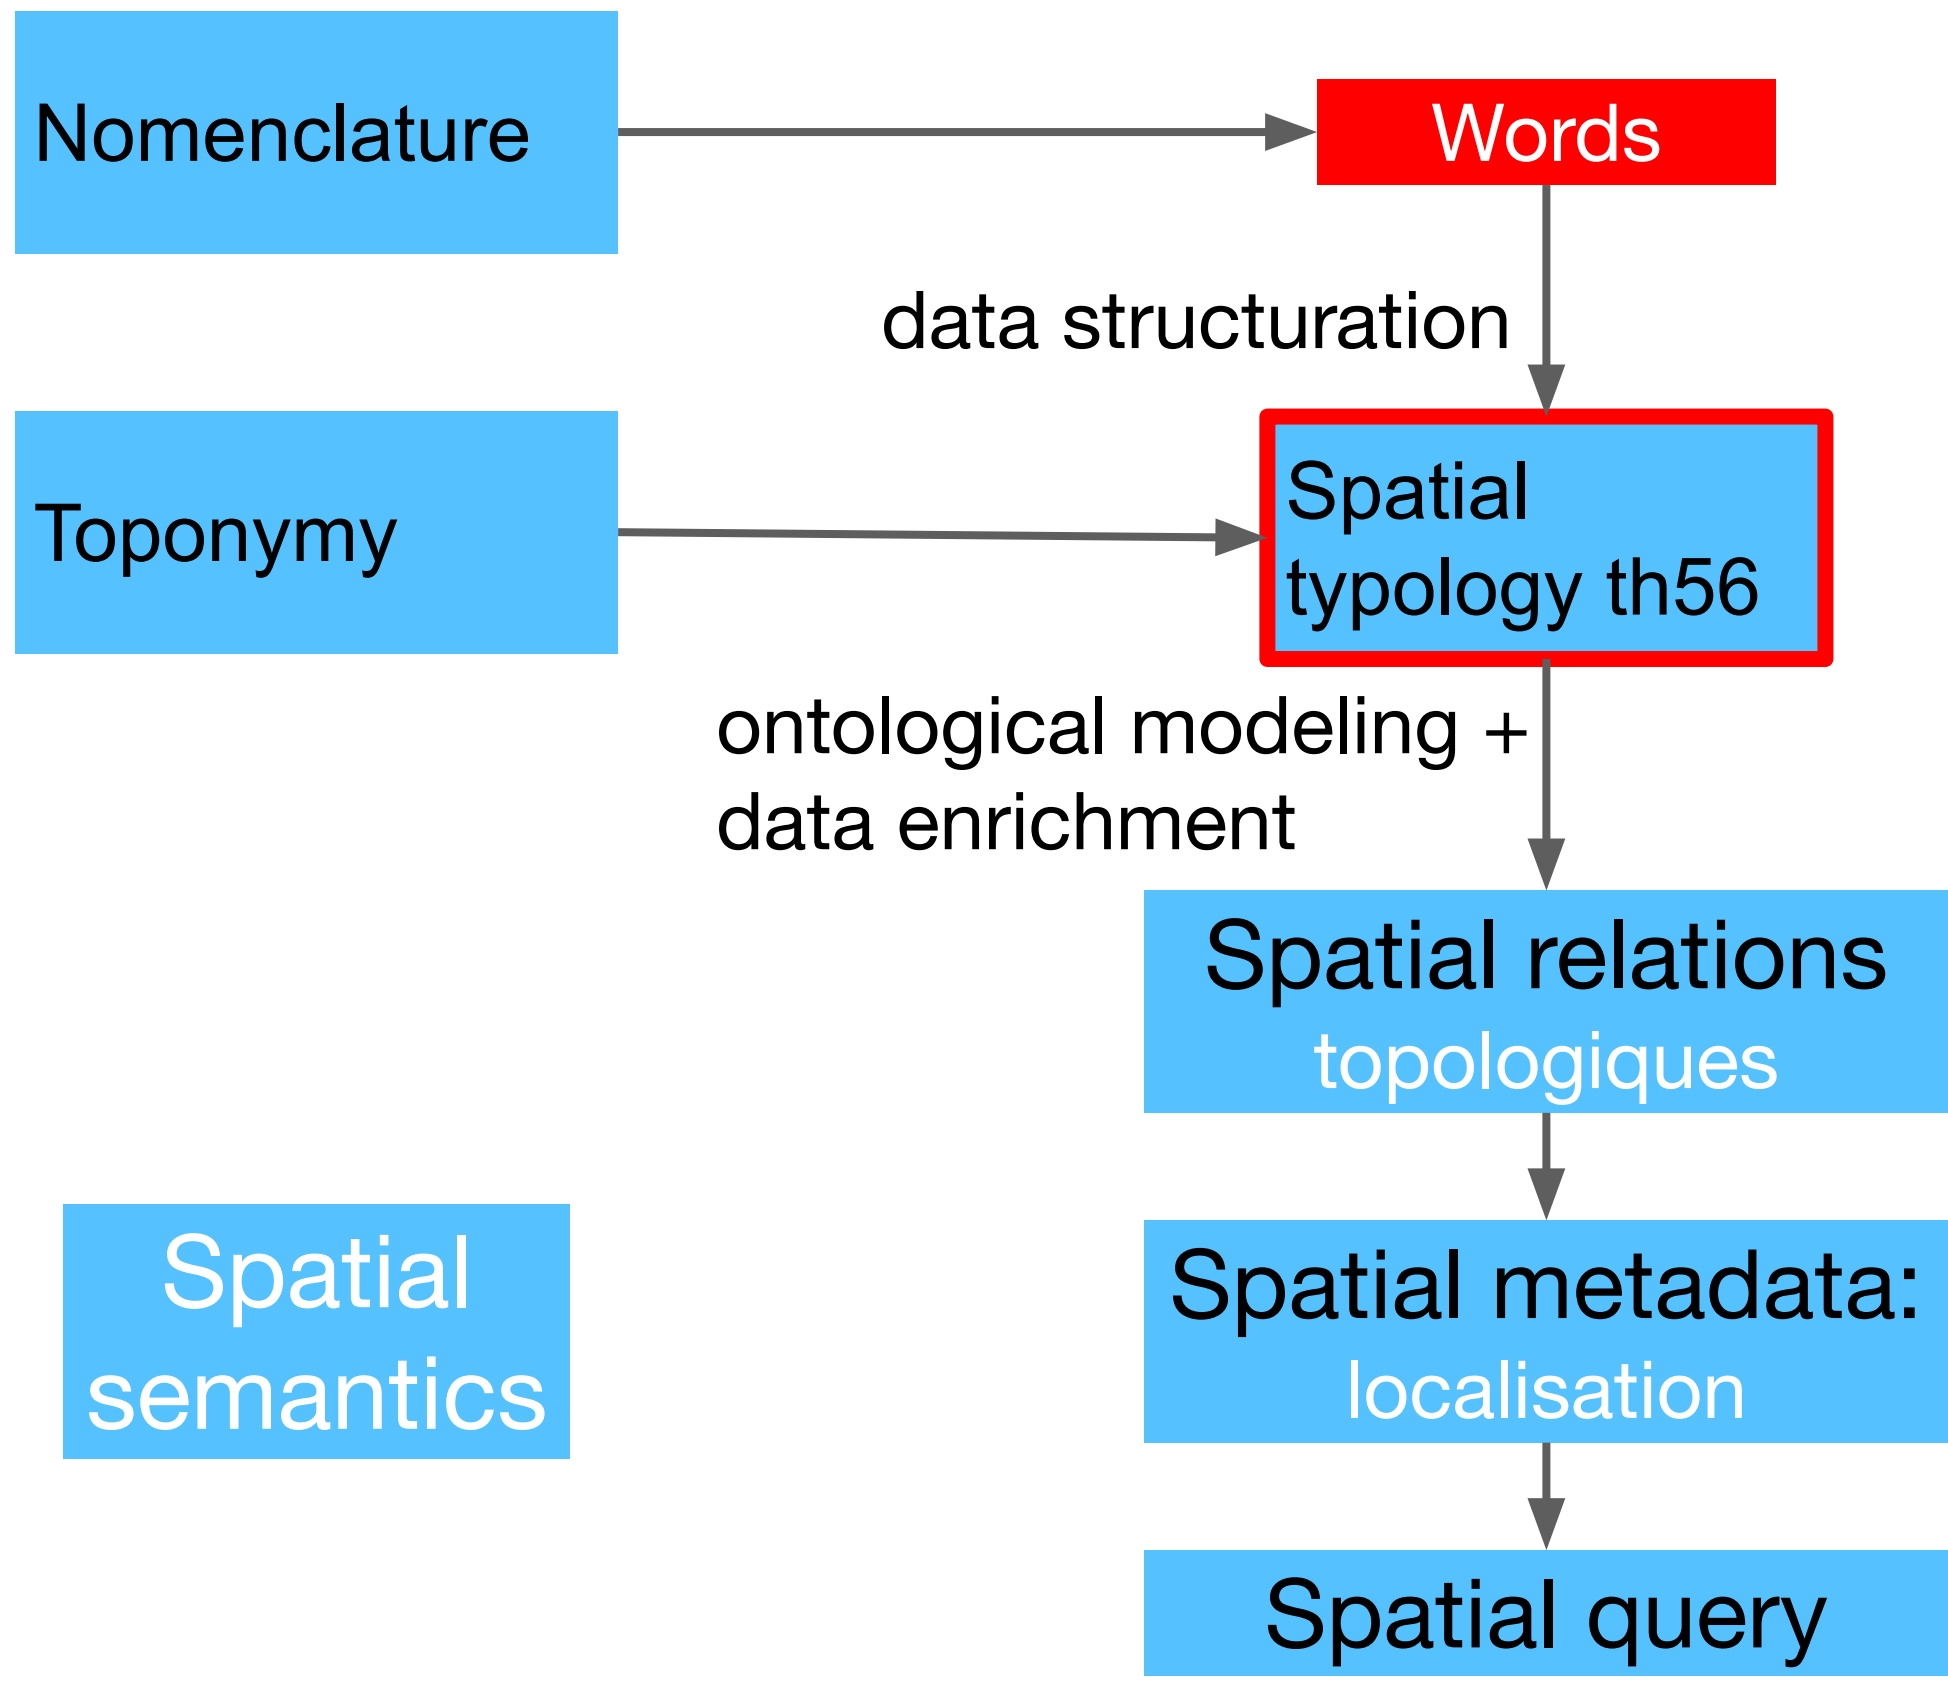 Nomenclature
Words
data structuration
Toponymy
Spatial
typology th56
ontological modeling +
data enrichment
Spatial relations
topologiques
Spatial
semantics
Spatial metadata:
localisation
Spatial query